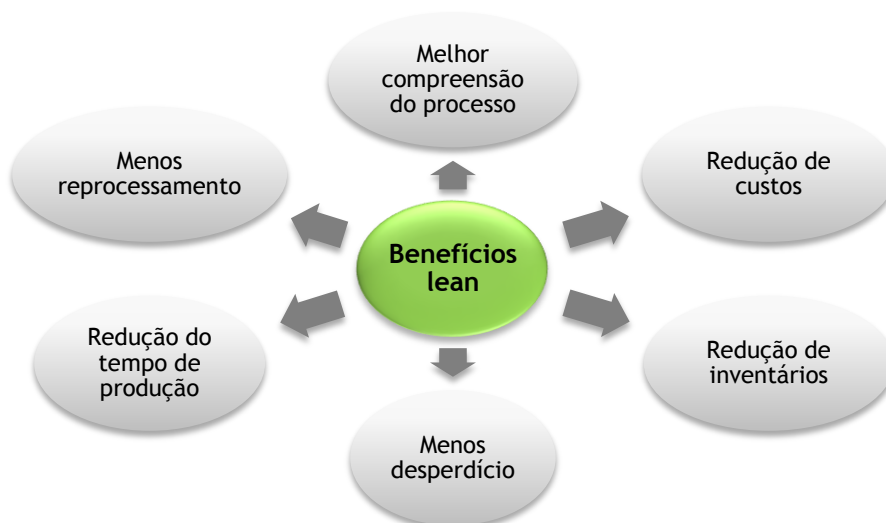 Melhor
compreensão
do processo
Menos
reprocessamento
Redução de
custos
Benefícios
lean
Redução do
tempo de
produção
Redução de
inventários
Menos
desperdício